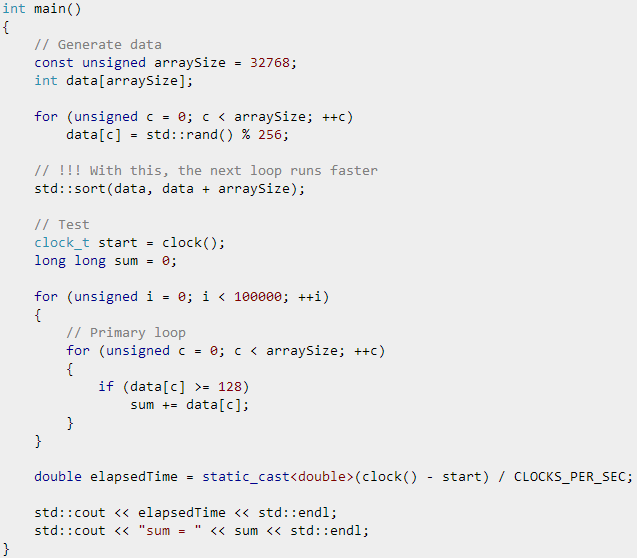 int main()
{
    // Generate data
    const unsigned arraySize = 32768;
    int data[arraySize];

    for (unsigned c = 0; c < arraySize; ++c)
        data[c] = std::rand() % 256;

    // !!! With this, the next loop runs faster
    std::sort(data, data + arraySize);

    // Test
    clock_t start = clock();
    long long sum = 0;

    for (unsigned i = 0; i < 100000; ++i)
    {
        // Primary loop
        for (unsigned c = 0; c < arraySize; ++c)
        {
            if (data[c] >= 128)
                sum += data[c];
        }
    }

    double elapsedTime = static_cast<double>(clock() - start) / CLOCKS_PER_SEC;

    std::cout << elapsedTime << std::endl;
    std::cout << "sum = " << sum << std::endl;
}